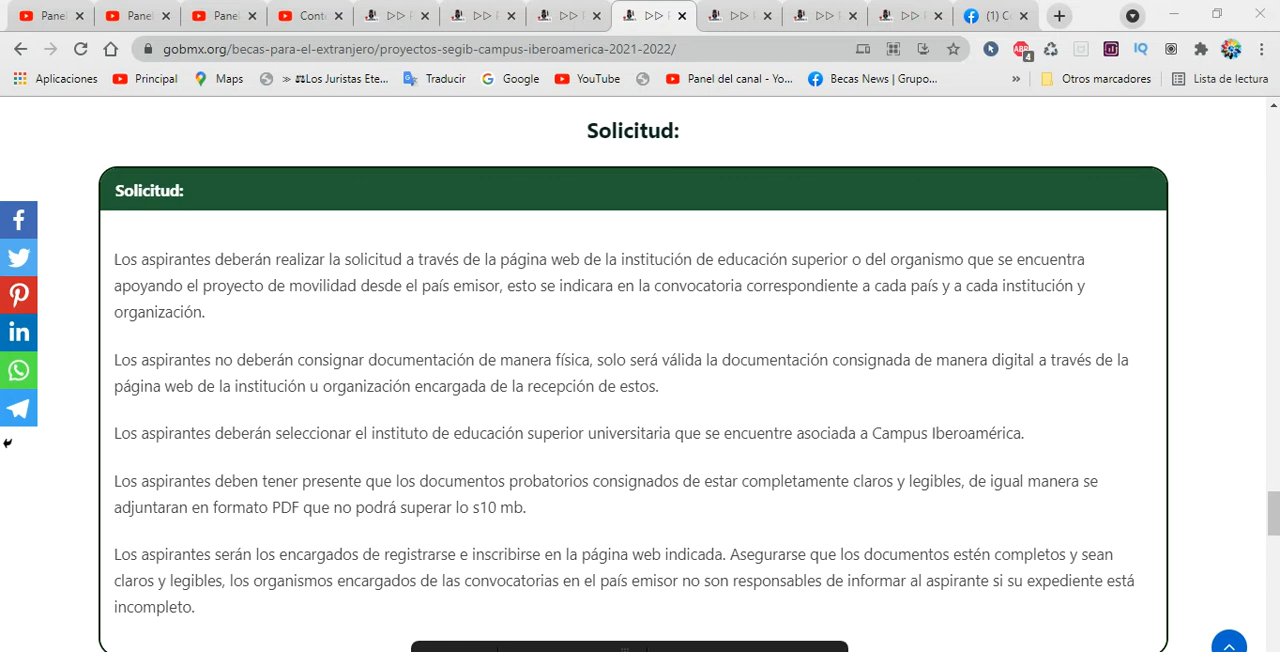 Panel
Panel
Panel
Conte
▷▷ F
▷▷ F
▷▷
▷▷ F
▷▷
▷▷
▷▷
(1) C
gobmx.org/becas-para-el-extranjero/proyectos-segib-campus-iberoamerica-2021-2022/
ABP
4
IQ
Aplicaciones
Principal
Maps
» ⚖Los Juristas Ete...
Traducir
Google
YouTube
Panel del canal - Yo...
Becas News | Grupo...
»
Otros marcadores
Lista de lectura
Solicitud:
Solicitud:
Los aspirantes deberán realizar la solicitud a través de la página web de la institución de educación superior o del organismo que se encuentra
apoyando el proyecto de movilidad desde el país emisor, esto se indicara en la convocatoria correspondiente a cada país y a cada institución y
organización.
Los aspirantes no deberán consignar documentación de manera física, solo será válida la documentación consignada de manera digital a través de la
página web de la institución u organización encargada de la recepción de estos.
Los aspirantes deberán seleccionar el instituto de educación superior universitaria que se encuentre asociada a Campus Iberoamérica.
Los aspirantes deben tener presente que los documentos probatorios consignados de estar completamente claros y legibles, de igual manera se
adjuntaran en formato PDF que no podrá superar lo s10 mb.
Los aspirantes serán los encargados de registrarse e inscribirse en la página web indicada. Asegurarse que los documentos estén completos y sean
claros y legibles, los organismos encargados de las convocatorias en el país emisor no son responsables de informar al aspirante si su expediente está
incompleto.